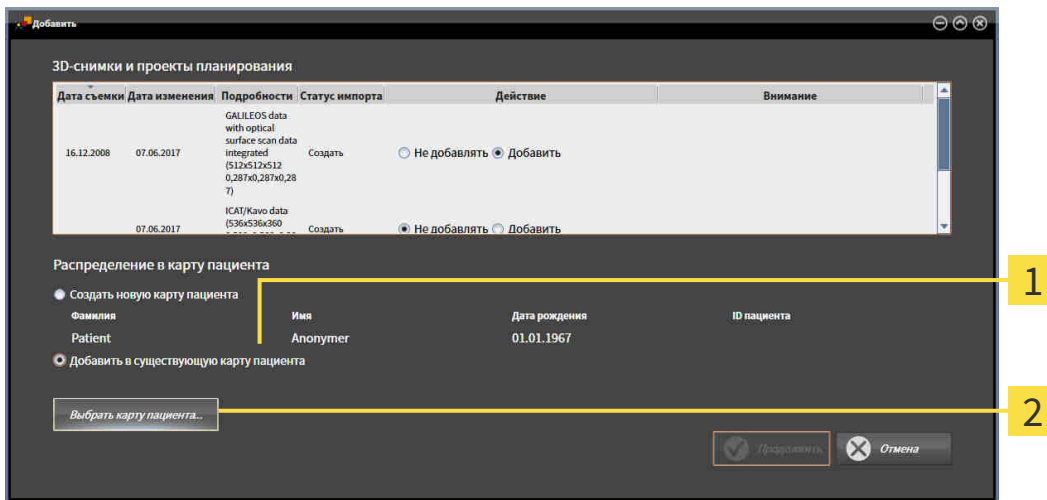 Добавить
3D-снимки и проекты планирования
Дата съемки Дата изменения Подробности Статус импорта Действие Внимание
GALILEOS data
with optical
surface scan data
integrated
(512x512x512
0,287x0,287x0,28
7)
16.12.2008 07.06.2017 Создать Не добавлять Добавить
ICAT/Kavo data
(536x536x360
07.06.2017 Создать Не добавлять Добавить
Распределение в карту пациента
1
Создать новую карту пациента
Фамилия Имя Дата рождения ID пациента
Patient Anonymer 01.01.1967
Добавить в существующую карту пациента
Выбрать карту пациента...
2
Продолжить Отмена